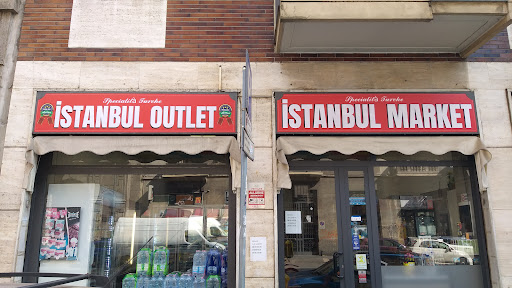 Specialità Turche
İSTANBUL OUTLET
Specialità Turche
İSTANBUL MARKET